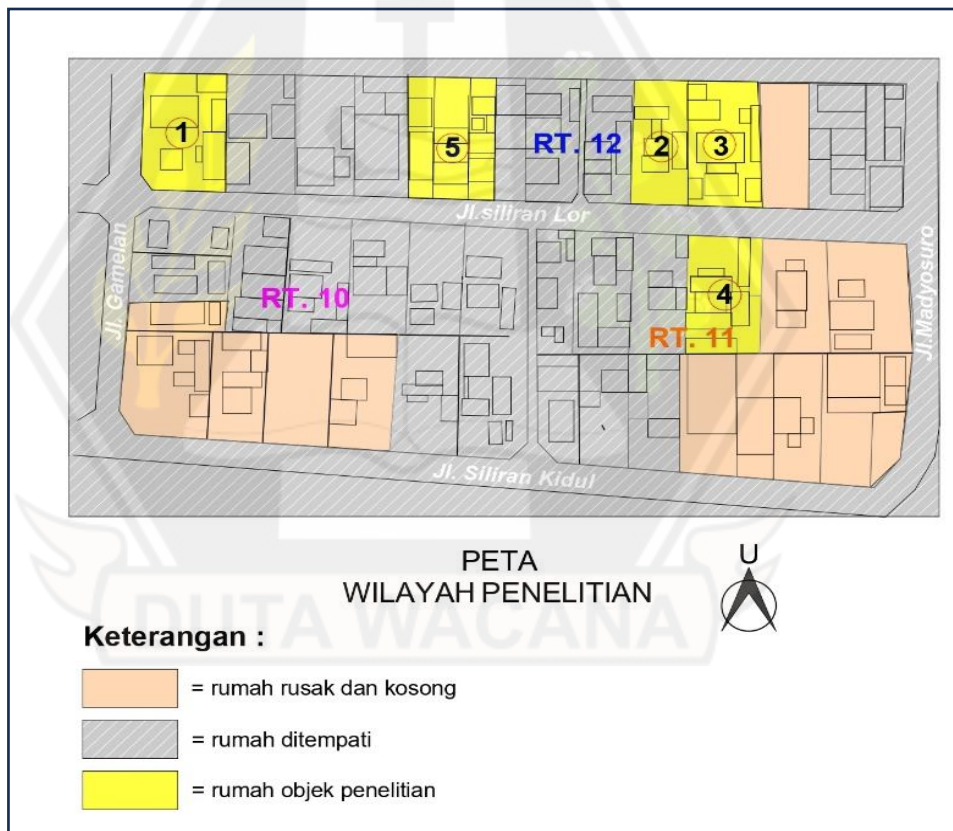 1
5
RT. 12
2
3
Jl.siliran Lor
Jl. Gamelan
RT. 10
4
RT. 11
Jl.Madyosuro
Jl. Siliran Kidul
PETA
WILAYAH PENELITIAN
U
DUTA WACANA
Keterangan :
= rumah rusak dan kosong
= rumah ditempati
= rumah objek penelitian